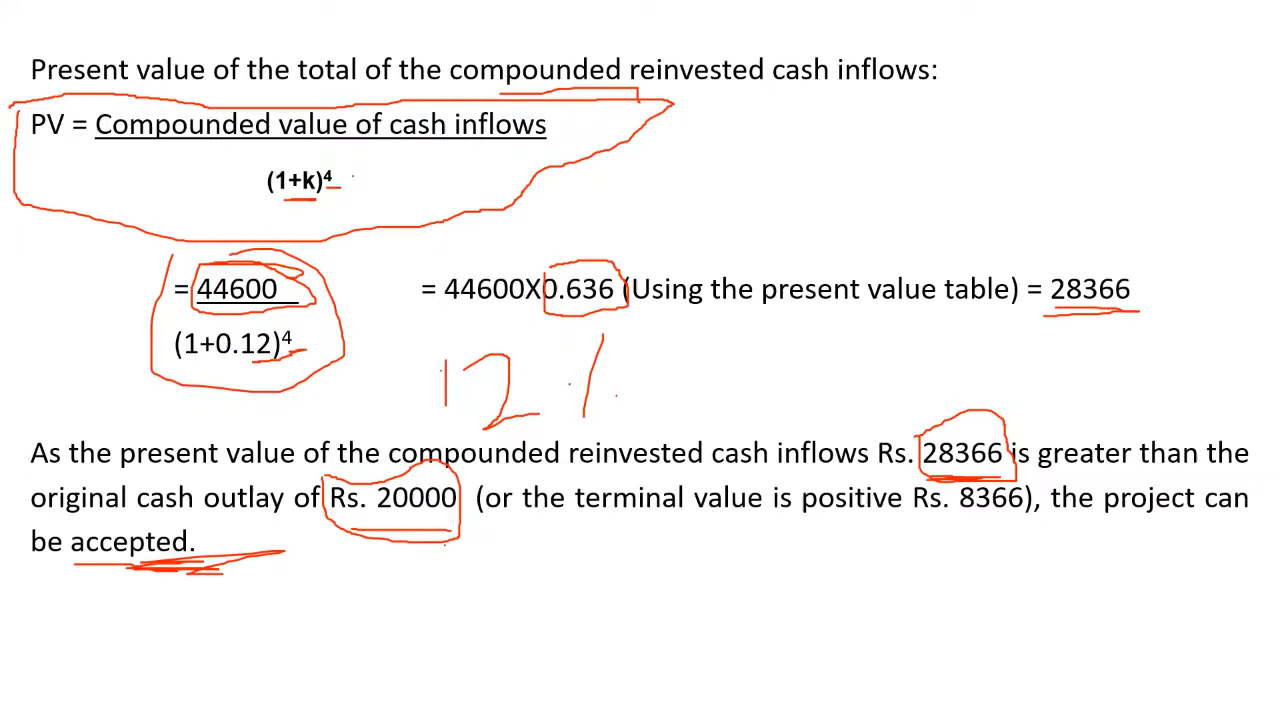 Present value of the total of the compounded reinvested cash inflows:
PV = Compounded value of cash inflows
(1+k)⁴
= 44600 = 44600X0.636 (Using the present value table) = 28366
(1+0.12)⁴
12 %
As the present value of the compounded reinvested cash inflows Rs. 28366 is greater than the
original cash outlay of Rs. 20000 (or the terminal value is positive Rs. 8366), the project can
be accepted.